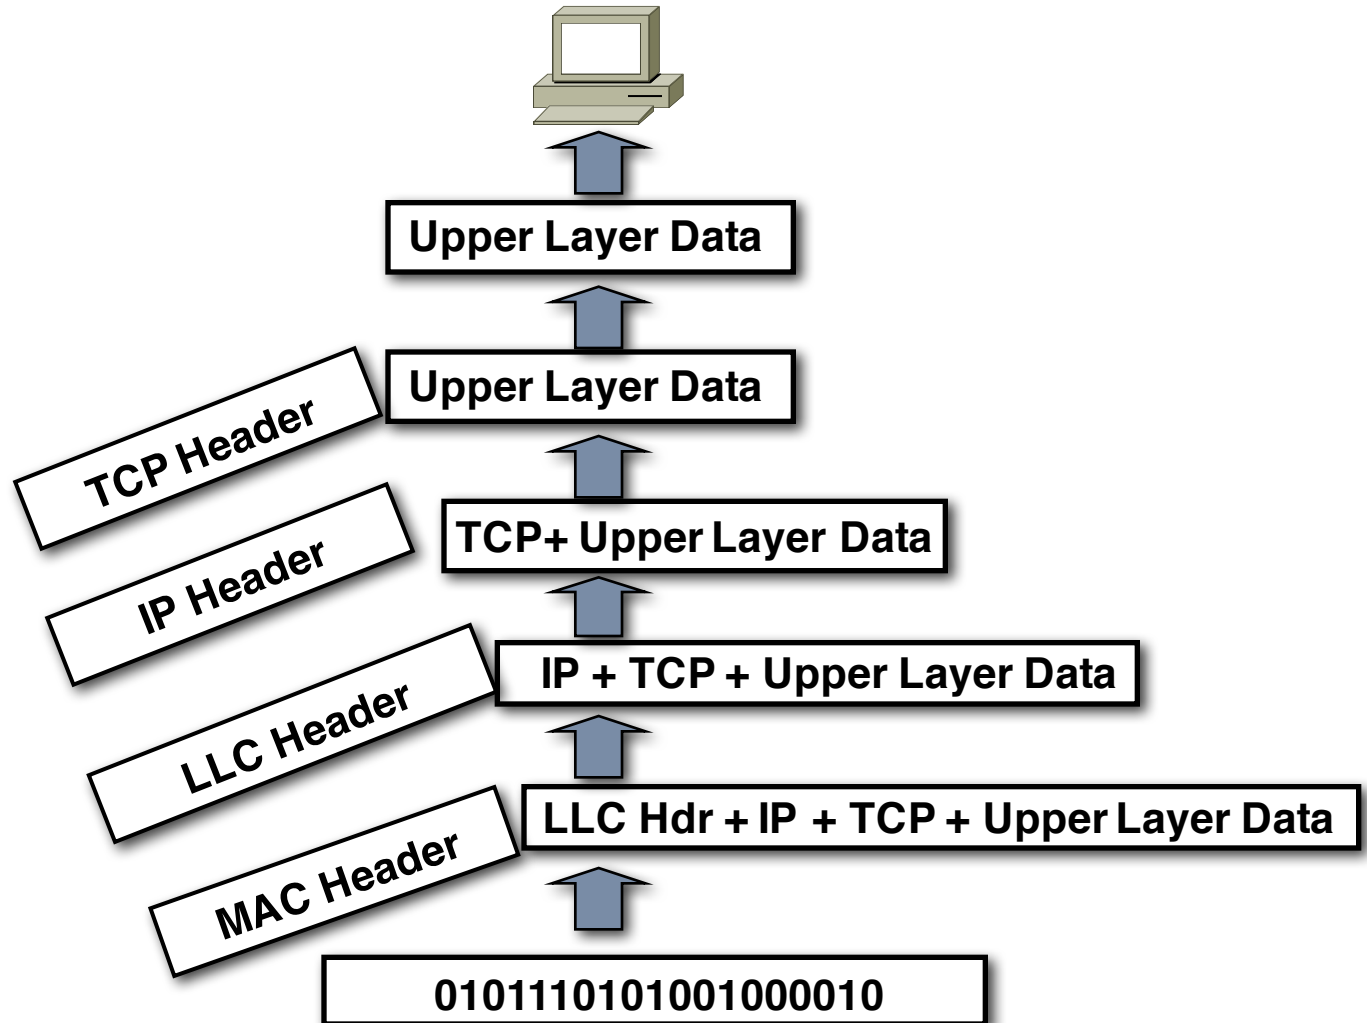 Upper Layer Data
TCP Header
Upper Layer Data
IP Header
TCP+ Upper Layer Data
LLC Header
IP + TCP + Upper Layer Data
MAC Header
LLC Hdr + IP + TCP + Upper Layer Data
0101110101001000010